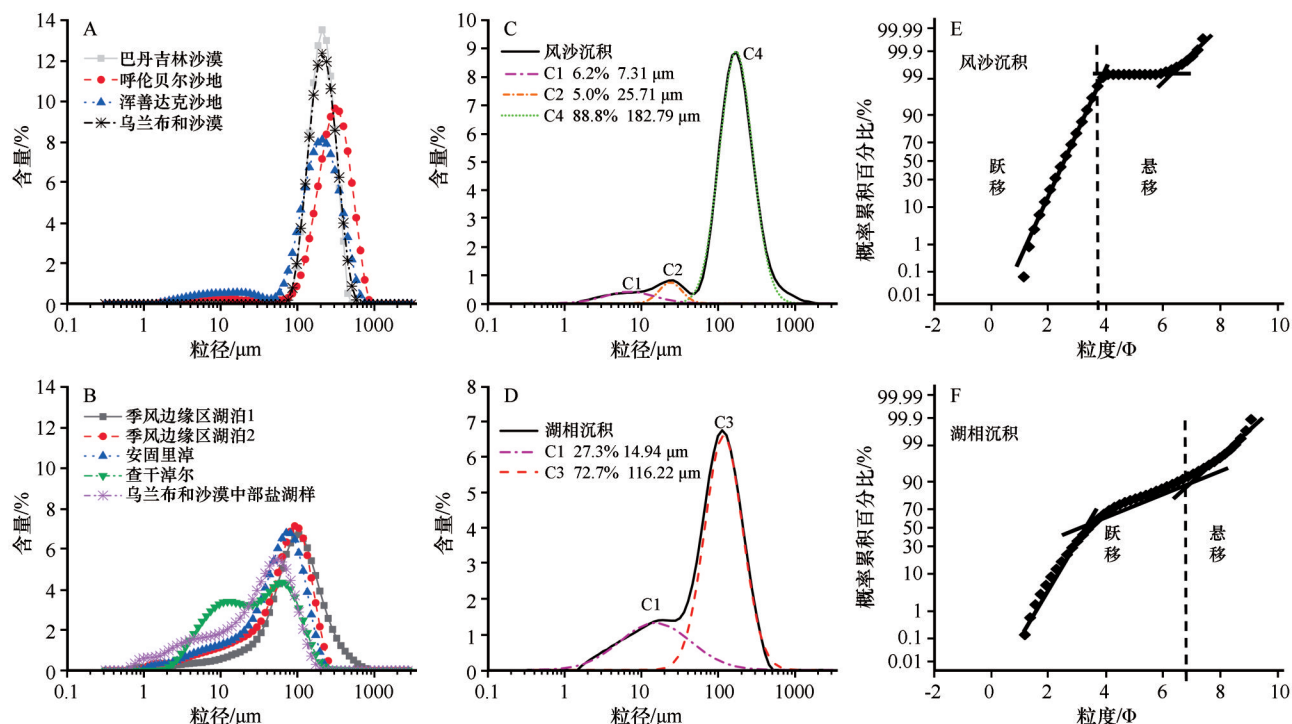 A
14
12
10
8
6
4
2
0
含量/%
巴丹吉林沙漠
呼伦贝尔沙地
浑善达克沙地
乌兰布和沙漠
0.1
1
10
100
1000
粒径/μm
C
10
9
8
7
6
5
4
3
2
1
0
含量/%
风沙沉积
C1 6.2% 7.31 μm
C2 5.0% 25.71 μm
C4 88.8% 182.79 μm
C4
C1
C2
0.1
1
10
100
1000
粒径/μm
E
99.99
99.9
99
90
70
50
30
10
1
0.1
0.01
概率累积百分比/%
风沙沉积
跃移
悬移
-2
0
2
4
6
8
10
粒度/Φ
B
14
12
10
8
6
4
2
0
含量/%
季风边缘区湖泊1
季风边缘区湖泊2
安固里淖
查干淖尔
乌兰布和沙漠中部盐湖样
0.1
1
10
100
1000
粒径/μm
D
8
7
6
5
4
3
2
1
0
含量/%
湖相沉积
C1 27.3% 14.94 μm
C3 72.7% 116.22 μm
C3
C1
0.1
1
10
100
1000
粒径/μm
F
99.99
99.9
99
90
70
50
30
10
1
0.1
0.01
概率累积百分比/%
湖相沉积
跃移
悬移
-2
0
2
4
6
8
10
粒度/Φ